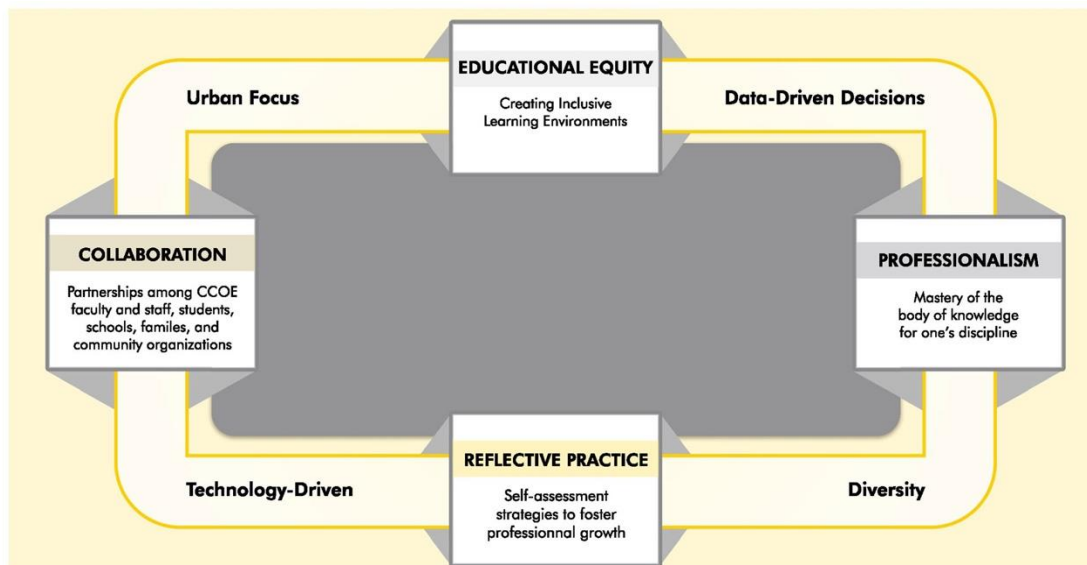 EDUCATIONAL EQUITY
Creating Inclusive
Learning Environments
Urban Focus
Data-Driven Decisions
COLLABORATION
Partnerships among CCOE
faculty and staff, students,
schools, familes, and
community organizations
PROFESSIONALISM
Mastery of the
body of knowledge
for one's discipline
REFLECTIVE PRACTICE
Self-assessment
strategies to foster
professionnal growth
Technology-Driven
Diversity